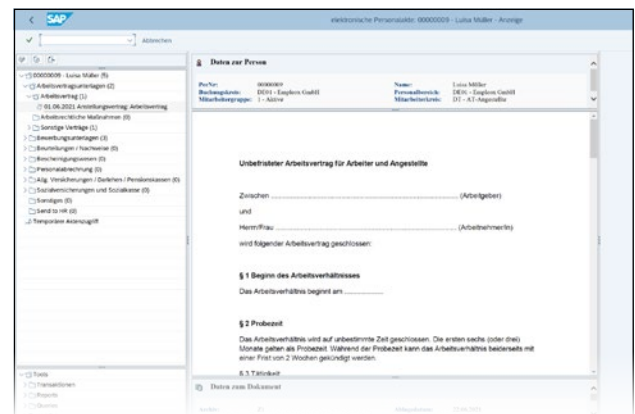 SAP
elektronische Personalakte: 00000009 - Luisa Müller - Anzeige
Abbrechen
00000009 - Luisa Müller (5)
Arbeitsvertragsunterlagen (2)
Arbeitsvertrag (1)
01.06.2021 Anstellungsvertrag: Arbeitsvertrag
Arbeitsrechtliche Maßnahmen (0)
Sonstige Verträge (1)
Bewerbungsunterlagen (3)
Beurteilungen / Nachweise (0)
Bescheinigungswesen (0)
Personalabrechnung (0)
Allg. Versicherungen / Darlehen / Pensionskassen (0)
Sozialversicherungen und Sozialkasse (0)
Sonstiges (0)
Send to HR (0)
Temporäre Aktenzugriff
Tools
Transaktionen
Reports
Daten zur Person
PerNr: 00000009 Name: Luisa Müller
Buchungskreis: DE01 - Empleox GmbH Personalbereich: DE01 - Empleox GmbH
Mitarbeitergruppe: 1 - Aktive Mitarbeiterkreis: DT - AT-Angestellte
Unbefristeter Arbeitsvertrag für Arbeiter und Angestellte
Zwischen ................................................................ (Arbeitgeber)
und
Herrn/Frau ................................................................ (Arbeitnehmer/in)
wird folgender Arbeitsvertrag geschlossen:
§ 1 Beginn des Arbeitsverhältnisses
Das Arbeitsverhältnis beginnt am ..............
§ 2 Probezeit
Das Arbeitsverhältnis wird auf unbestimmte Zeit geschlossen. Die ersten sechs (oder drei)
Monate gelten als Probezeit. Während der Probezeit kann das Arbeitsverhältnis beiderseits mit
einer Frist von 2 Wochen gekündigt werden.
§ 3 Tätigkeit
Daten zum Dokument